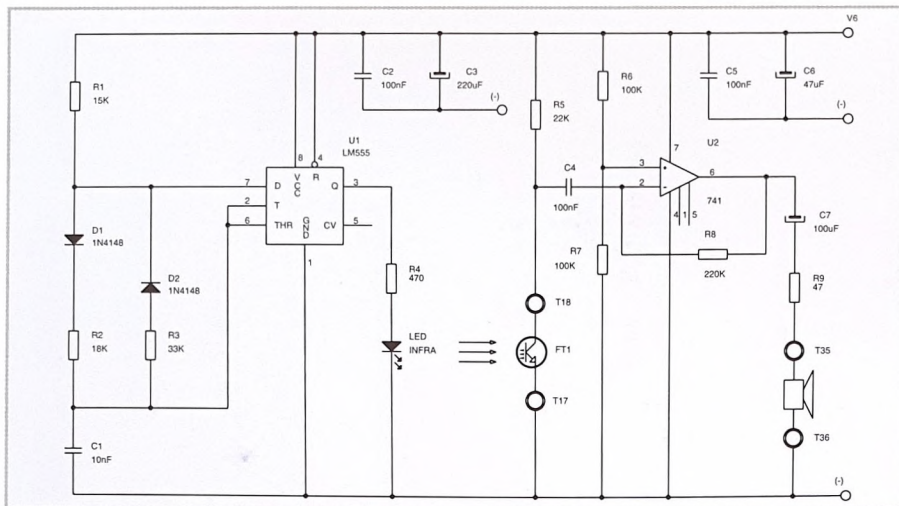 V6
R1
15K
C2
100nF
C3
220uF
(-)
R5
22K
R6
100K
C5
100nF
C6
47uF
(-)
U1
LM555
8
4
V
C
C
R
7
D
Q
3
2
T
6
THR
G
N
D
CV
5
1
D1
1N4148
D2
1N4148
R2
18K
R3
33K
C1
10nF
R4
470
LED
INFRA
C4
100nF
U2
7
3
+
2
-
6
741
4
1
5
R8
220K
R7
100K
C7
100uF
R9
47
T18
FT1
T17
T35
T36
(-)